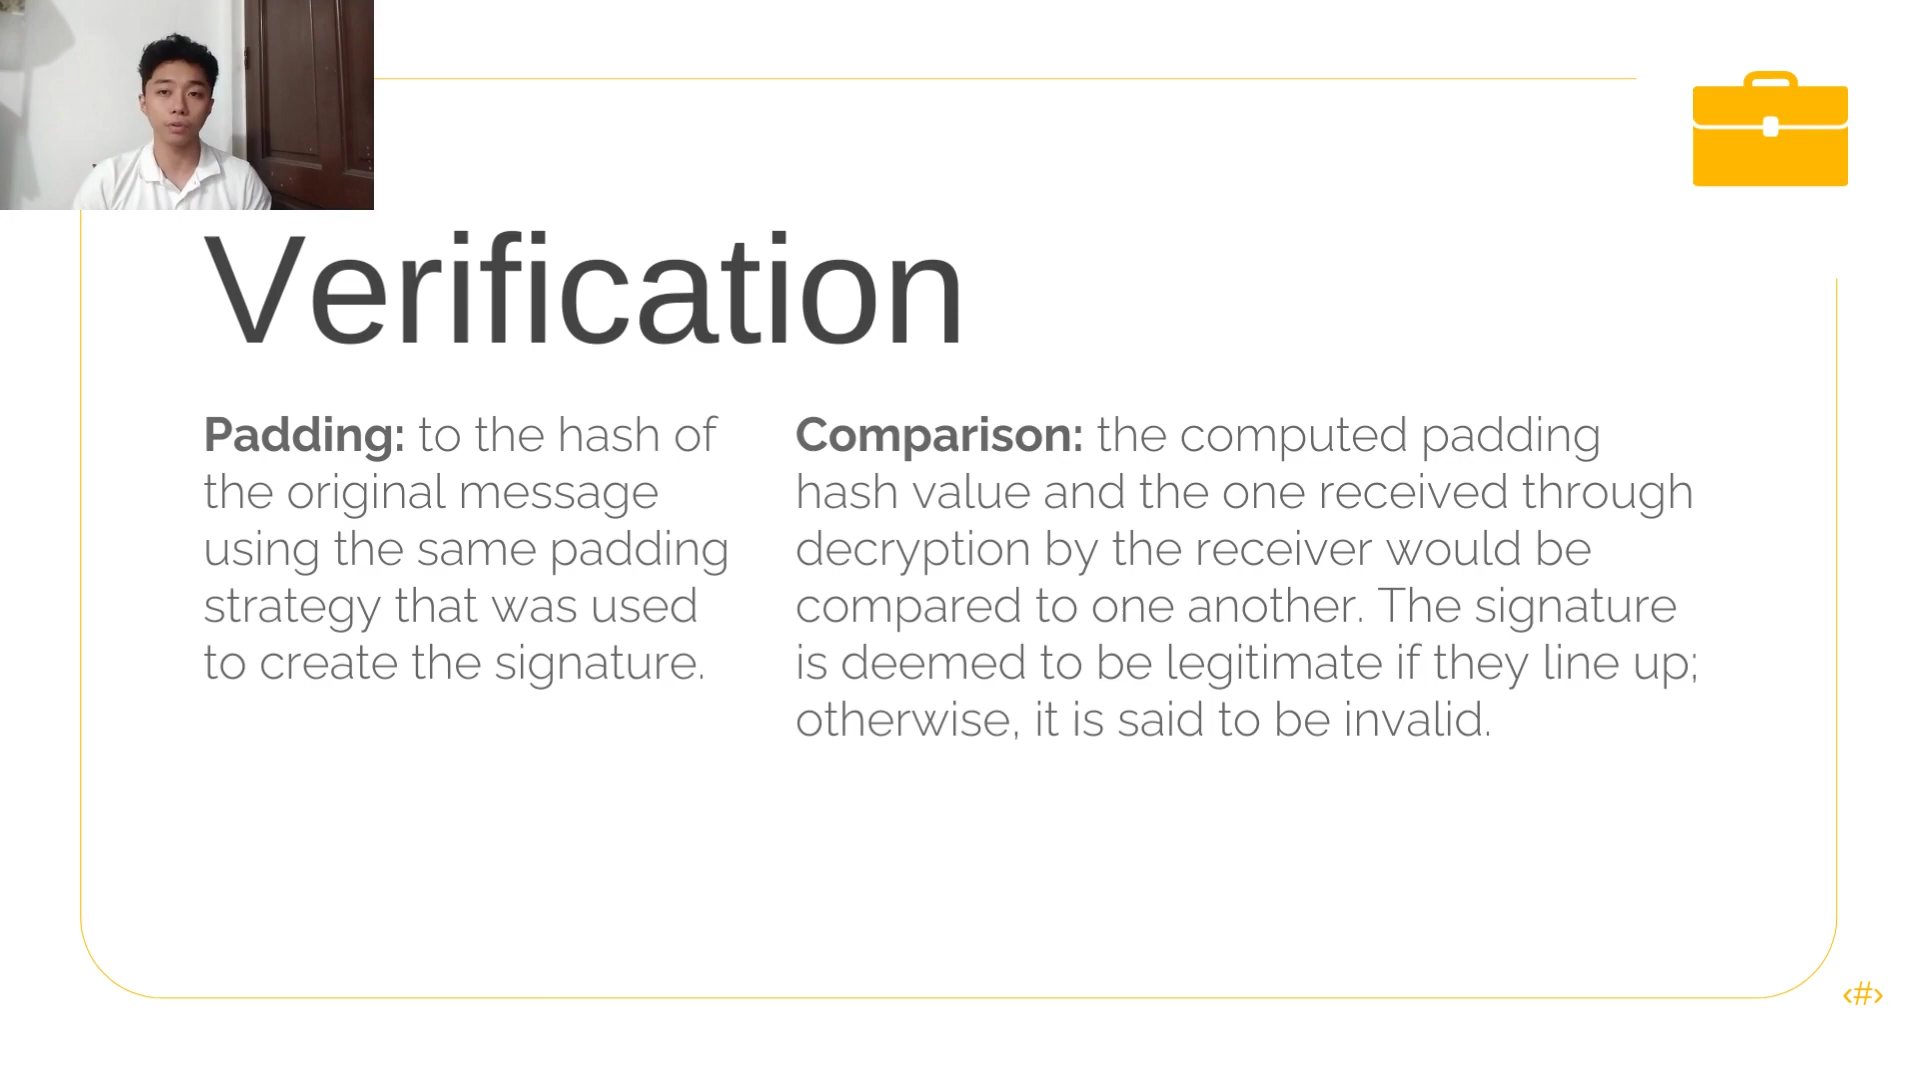 Verification
Padding: to the hash of
the original message
using the same padding
strategy that was used
to create the signature.
Comparison: the computed padding
hash value and the one received through
decryption by the receiver would be
compared to one another. The signature
is deemed to be legitimate if they line up;
otherwise, it is said to be invalid.
‹#›